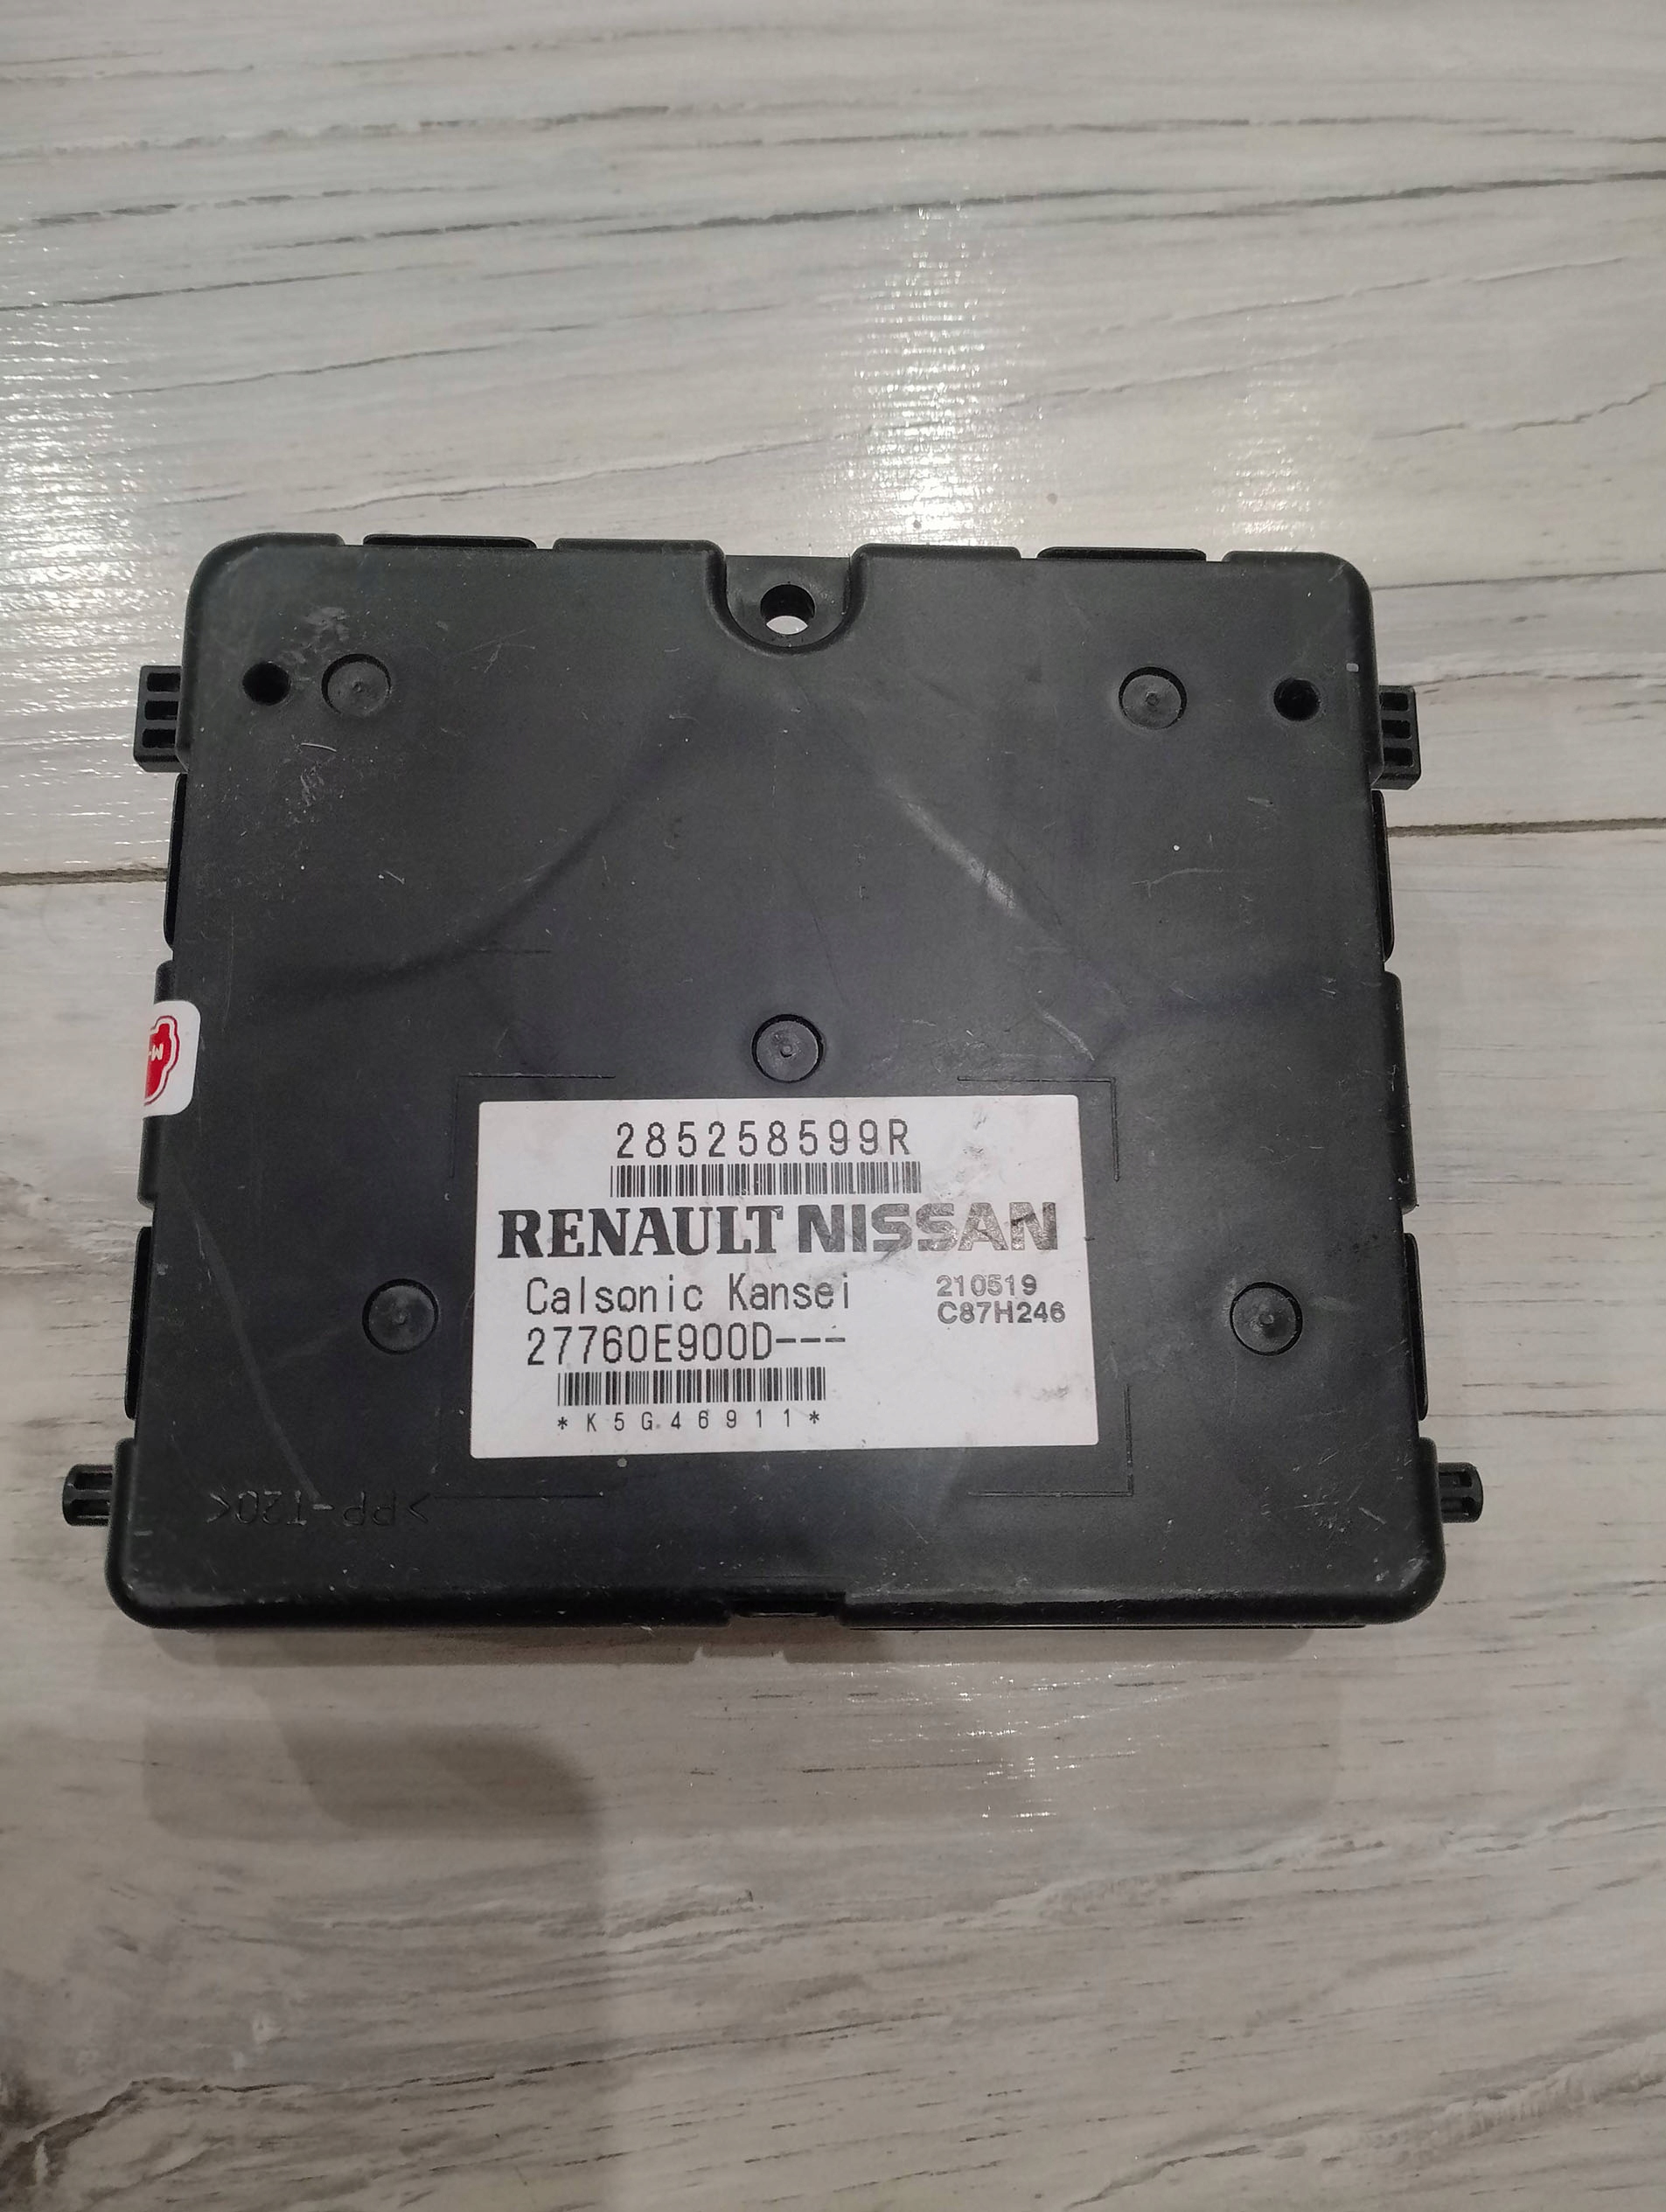 285258599R
RENAULT NISSAN
Calsonic Kansei
210519
C87H246
27760E900D---
*K5G46911*
>PP-T20<